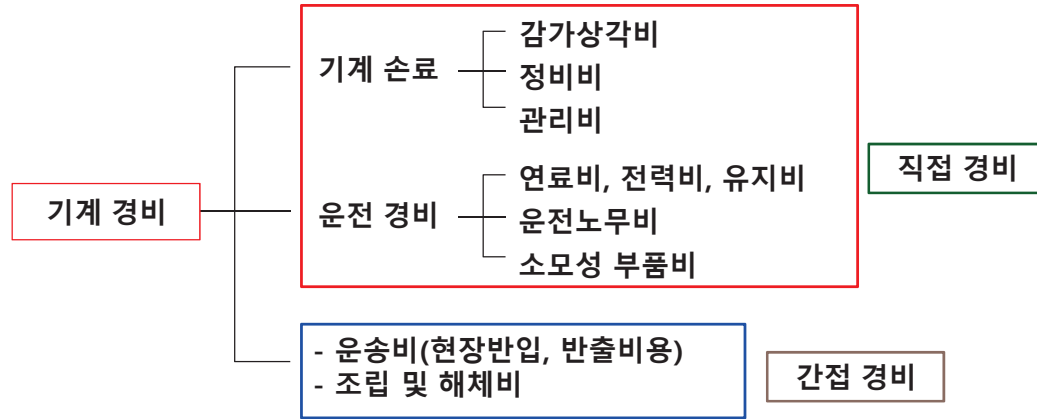 기계 경비
기계 손료
감가상각비
정비비
관리비
운전 경비
연료비, 전력비, 유지비
운전노무비
소모성 부품비
직접 경비
- 운송비(현장반입, 반출비용)
- 조립 및 해체비
간접 경비